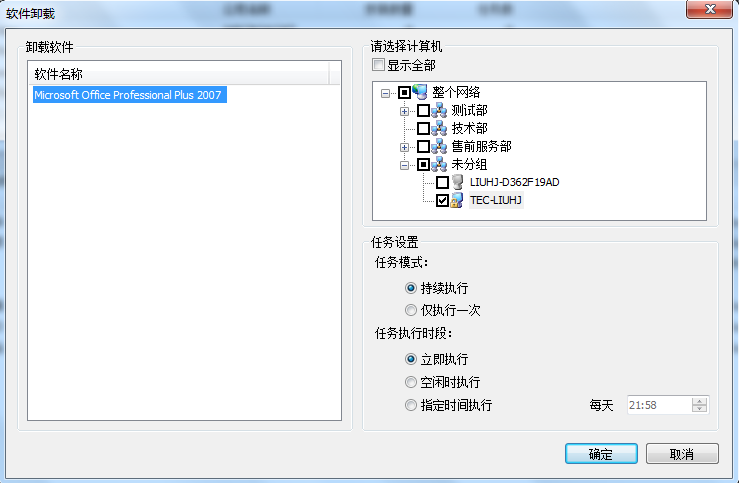 软件卸载
卸载软件
软件名称
Microsoft Office Professional Plus 2007
请选择计算机
显示全部
整个网络
测试部
技术部
售前服务部
未分组
LIUHJ-D362F19AD
TEC-LIUHJ
任务设置
任务模式:
持续执行
仅执行一次
任务执行时段:
立即执行
空闲时执行
指定时间执行 每天 21:58
确定 取消